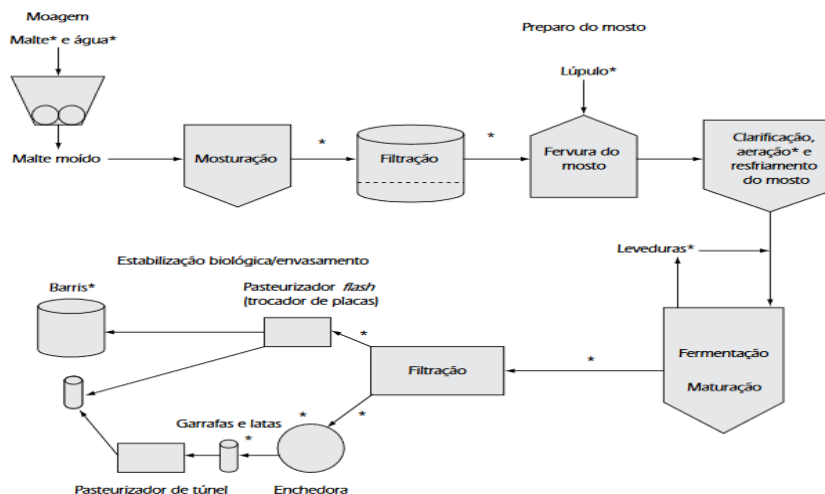 Moagem
Malte* e água*
Malte moído
Mosturação
*
Filtração
*
Preparo do mosto
Lúpulo*
Fervura do
mosto
Clarificação,
aeração* e
resfriamento
do mosto
Leveduras*
Fermentação
Maturação
*
Filtração
*
*
Estabilização biológica/envasamento
Pasteurizador flash
(trocador de placas)
Barris*
Garrafas e latas
*
*
Pasteurizador de túnel
Enchedora